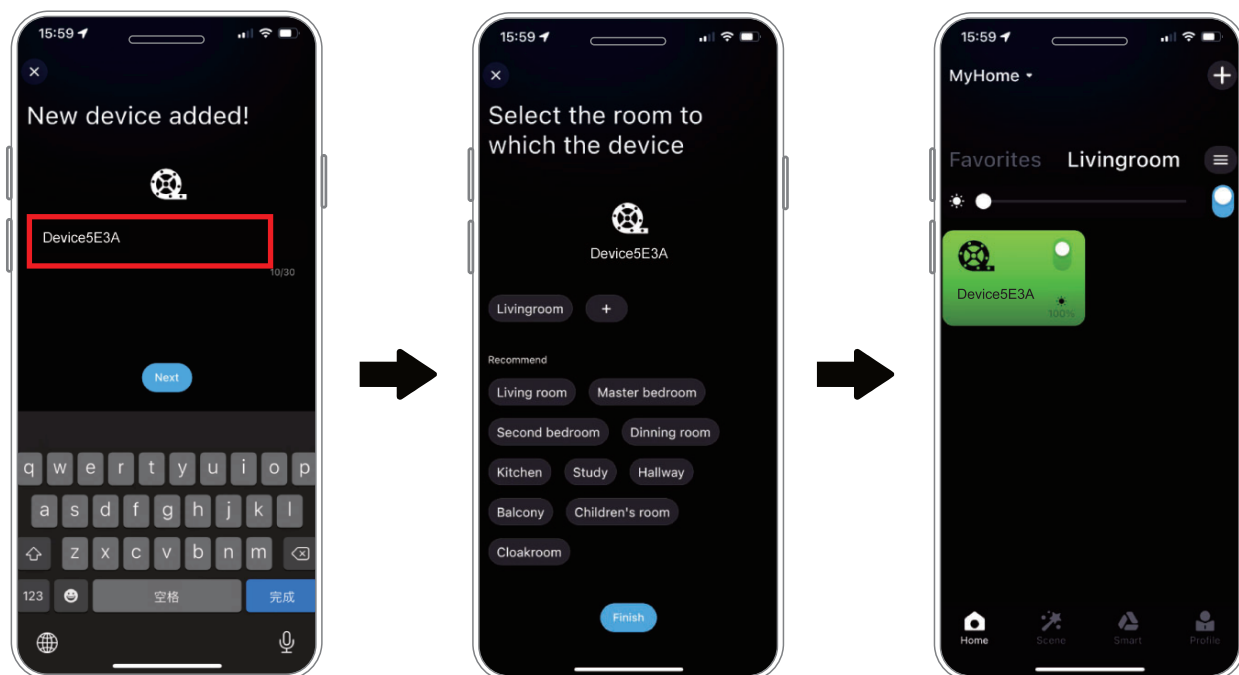 15:59
New device added!
Device5E3A
10/30
Next
q w e r t y u i o p
a s d f g h j k l
z x c v b n m
123 空格 完成
15:59
Select the room to
which the device
Device5E3A
Livingroom +
Recommend
Living room Master bedroom
Second bedroom Dinning room
Kitchen Study Hallway
Balcony Children's room
Cloakroom
Finish
15:59
MyHome
Favorites Livingroom
Device5E3A
100%
Home Scene Smart Profile